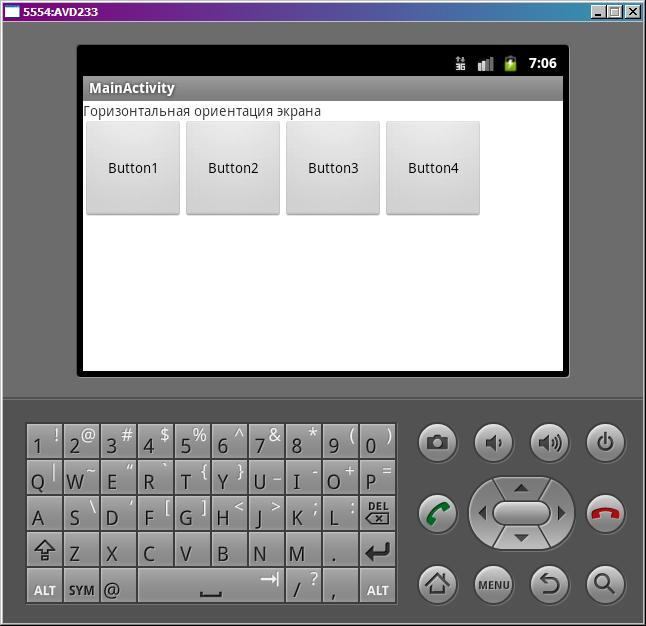 5554:AVD233
3G 7:06
MainActivity
Горизонтальная ориентация экрана
Button1 Button2 Button3 Button4
1 ! 2 @ 3 # 4 $ 5 % 6 ^ 7 & 8 * 9 ( 0 )
Q | W ~ E “ R ` T { Y } U _ I - O + P =
A S \ D ‘ F [ G ] H < J > K ; L : DEL
Z X C V B N M .
ALT SYM @ / ? , ALT
MENU